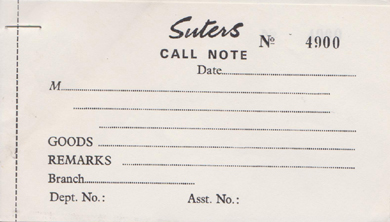 Suters Nº 4900
CALL NOTE
Date
M
GOODS
REMARKS
Branch
Dept. No.: Asst. No.: